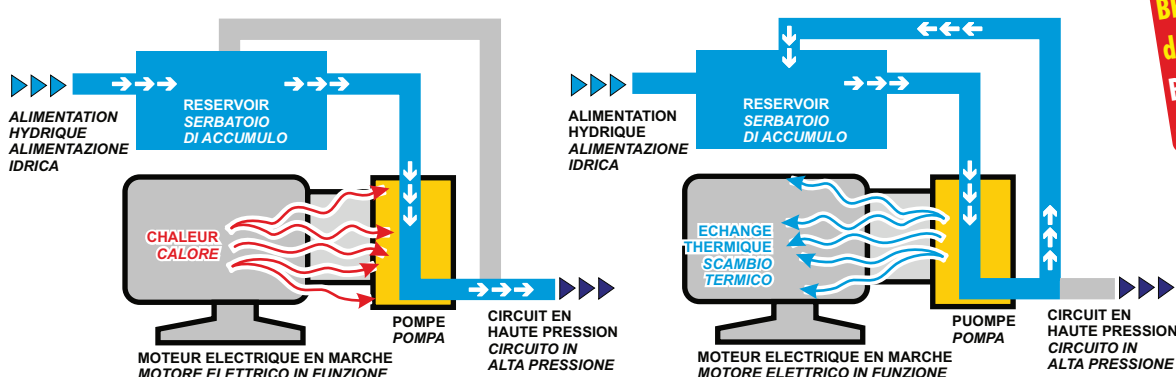 ALIMENTATION
HYDRIQUE
ALIMENTAZIONE
IDRICA
RESERVOIR
SERBATOIO
DI ACCUMULO
CHALEUR
CALORE
POMPE
POMPA
CIRCUIT EN
HAUTE PRESSION
CIRCUITO IN
ALTA PRESSIONE
MOTEUR ELECTRIQUE EN MARCHE
MOTORE ELETTRICO IN FUNZIONE
ALIMENTATION
HYDRIQUE
ALIMENTAZIONE
IDRICA
RESERVOIR
SERBATOIO
DI ACCUMULO
ECHANGE
THERMIQUE
SCAMBIO
TERMICO
PUOMPE
POMPA
CIRCUIT EN
HAUTE PRESSION
CIRCUITO IN
ALTA PRESSIONE
MOTEUR ELECTRIQUE EN MARCHE
MOTORE ELETTRICO IN FUNZIONE